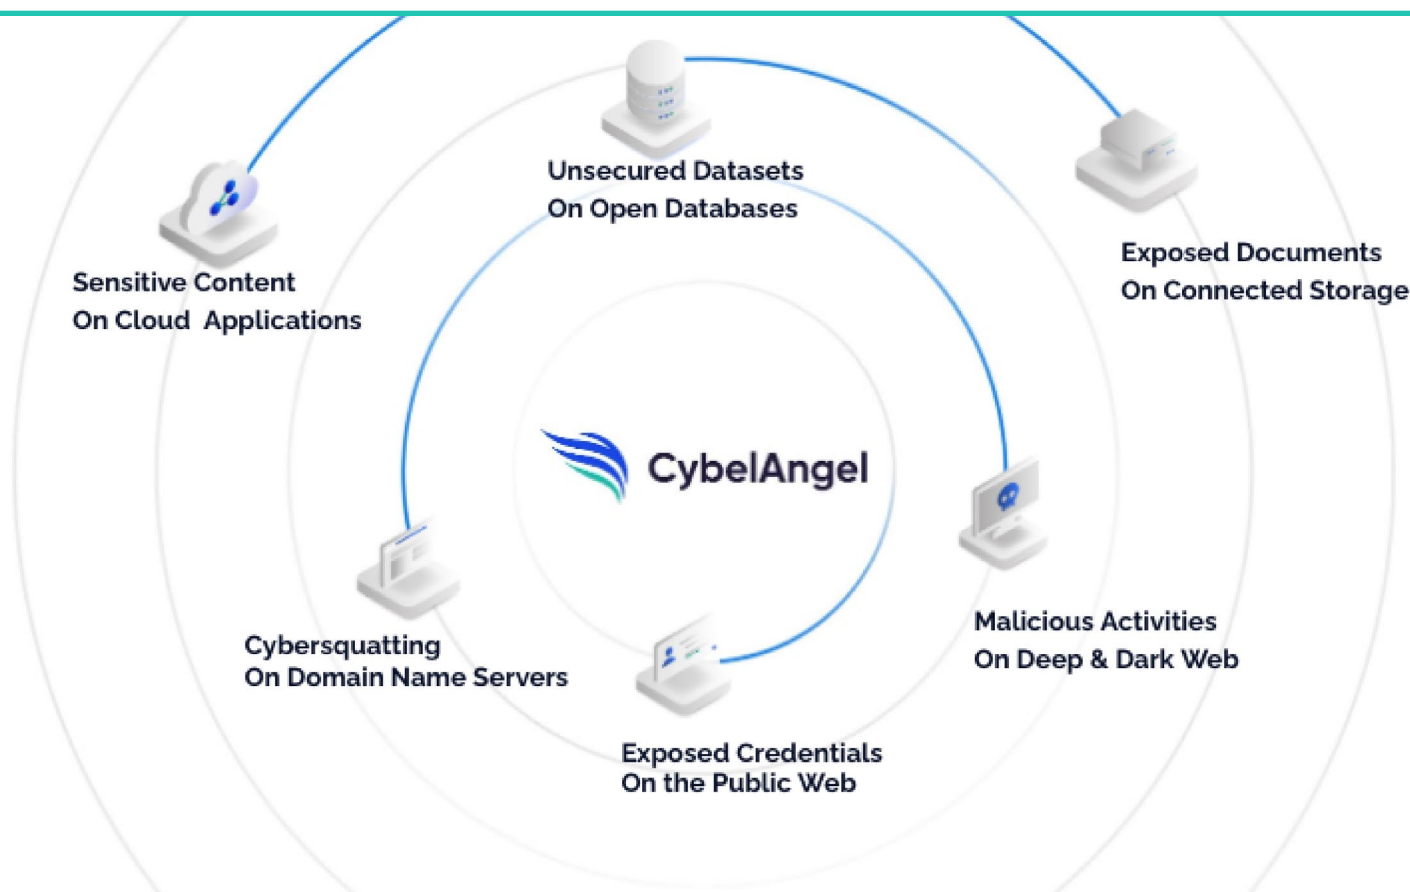 Unsecured Datasets
On Open Databases
Exposed Documents
On Connected Storage
Sensitive Content
On Cloud  Applications
CybelAngel
Malicious Activities
On Deep & Dark Web
Cybersquatting
On Domain Name Servers
Exposed Credentials
On the Public Web